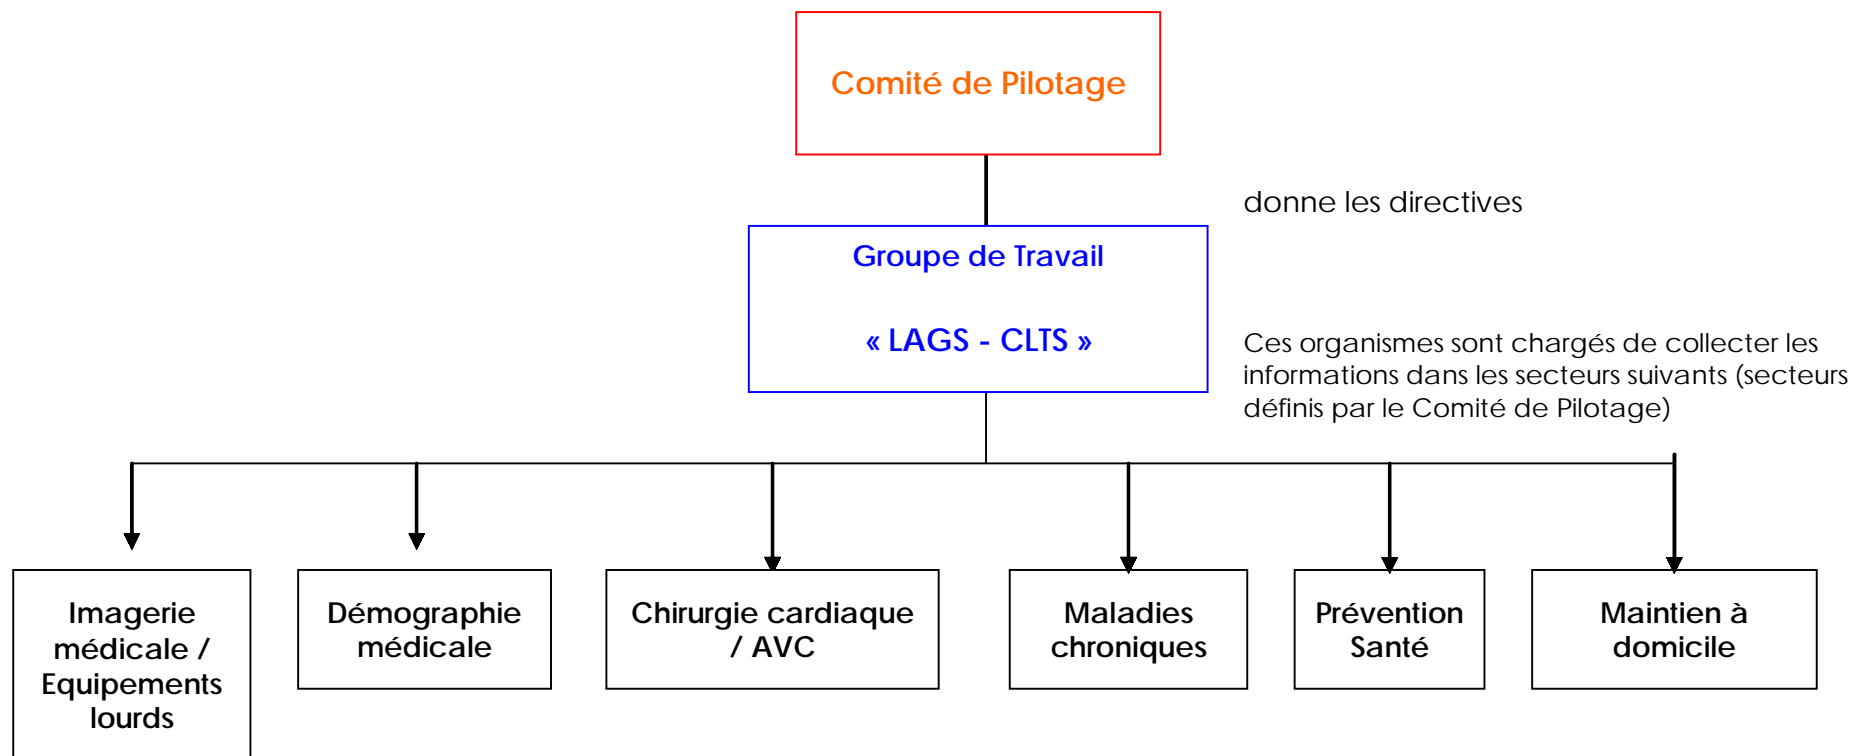 Comité de Pilotage
donne les directives
Groupe de Travail
« LAGS - CLTS »
Ces organismes sont chargés de collecter les
informations dans les secteurs suivants (secteurs
définis par le Comité de Pilotage)
Imagerie
médicale /
Equipements
lourds
Démographie
médicale
Chirurgie cardiaque
/ AVC
Maladies
chroniques
Prévention
Santé
Maintien à
domicile